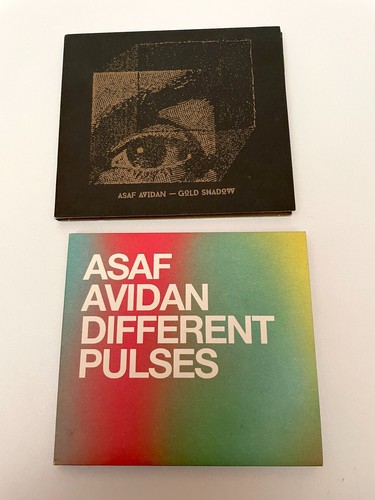 ASAF AVIDAN — GOLD SHADOW
ASAF
AVIDAN
DIFFERENT
PULSES